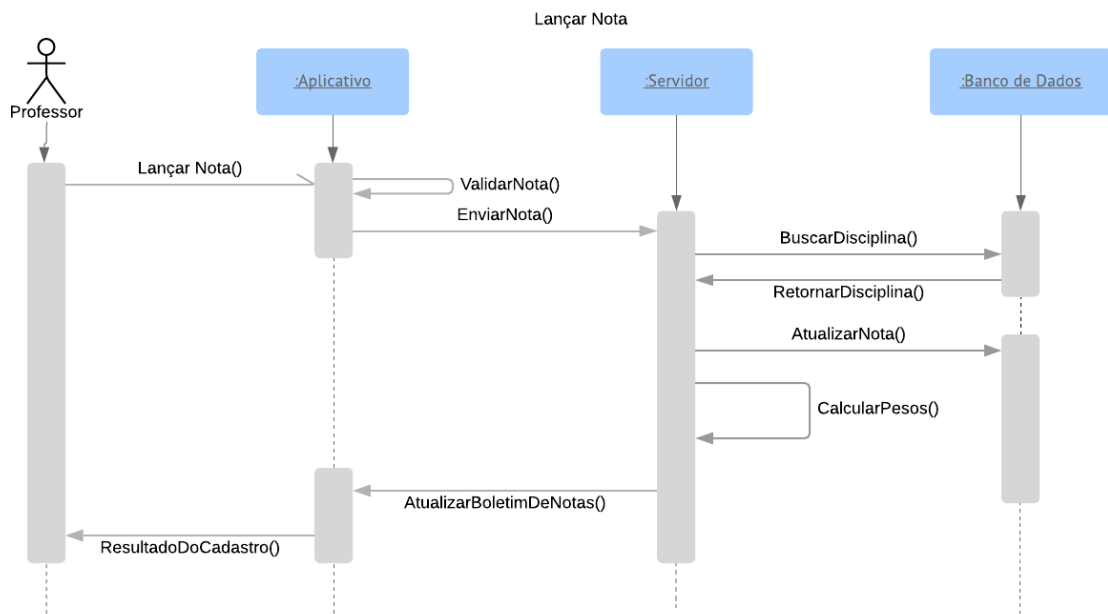 Lançar Nota
Professor
:Aplicativo
:Servidor
:Banco de Dados
Lançar Nota()
ValidarNota()
EnviarNota()
BuscarDisciplina()
RetornarDisciplina()
AtualizarNota()
CalcularPesos()
AtualizarBoletimDeNotas()
ResultadoDoCadastro()